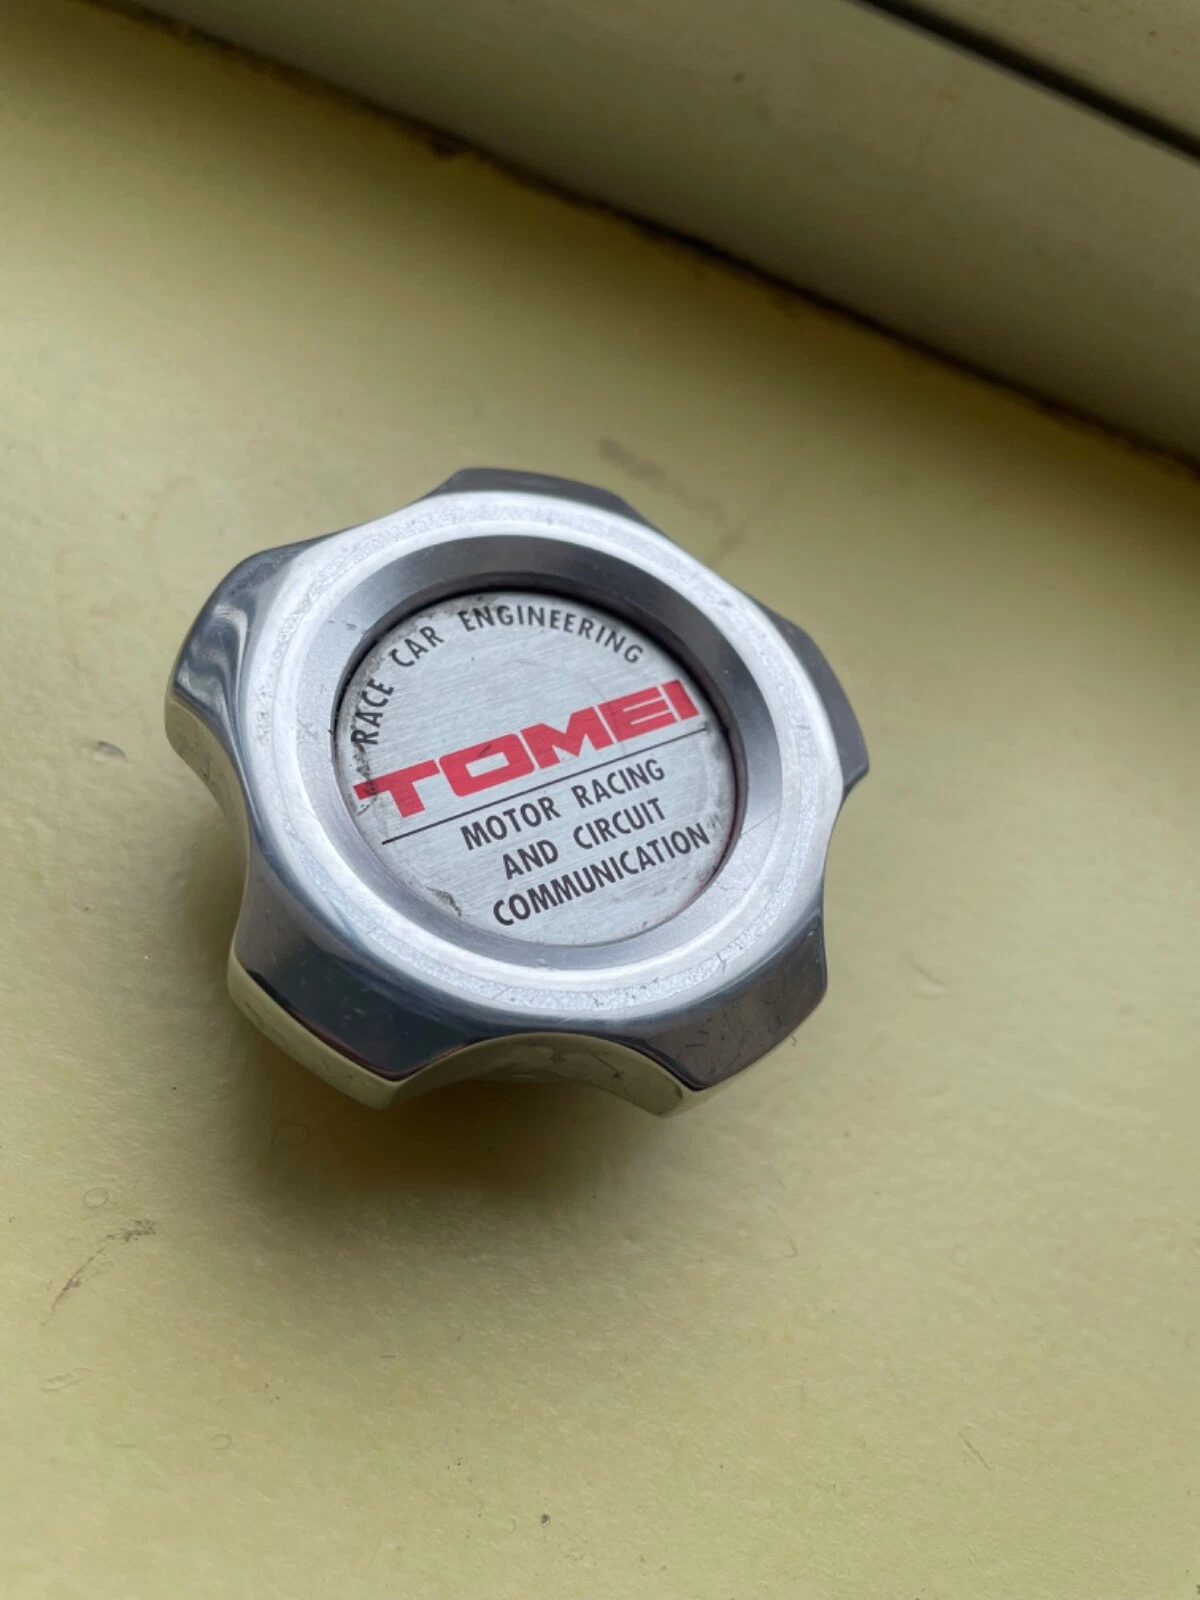 RACE CAR ENGINEERING
TOMEI
MOTOR RACING
AND CIRCUIT
COMMUNICATION